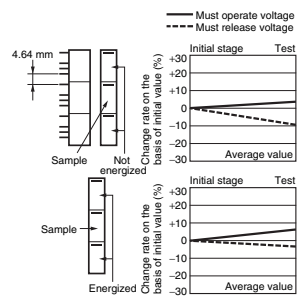 Must operate voltage
Must release voltage
4.64 mm
Sample
Not
energized
Initial stage Test
Change rate on the
basis of initial value (%)
+30
+20
+10
0
−10
−20
−30
Average value
Sample
Energized
Initial stage Test
Change rate on the
basis of initial value (%)
+30
+20
+10
0
−10
−20
−30
Average value